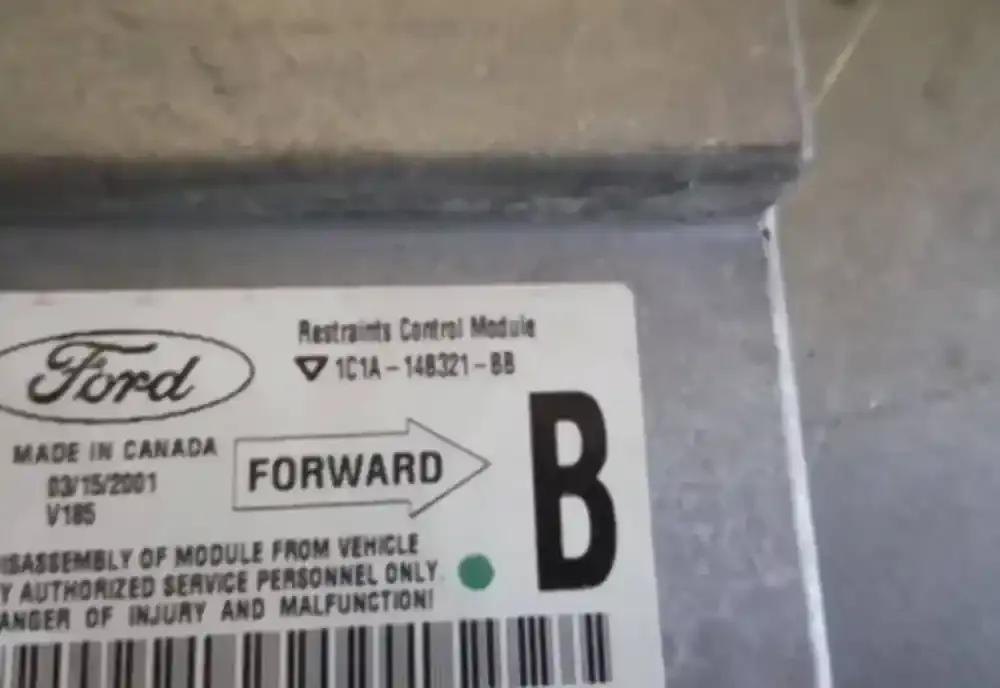 Restraints Control Module
1C1A-14B321-BB
Ford
MADE IN CANADA
03/15/2001
V185
FORWARD
B
ISASSEMBLY OF MODULE FROM VEHICLE
Y AUTHORIZED SERVICE PERSONNEL ONLY.
ANGER OF INJURY AND MALFUNCTION!